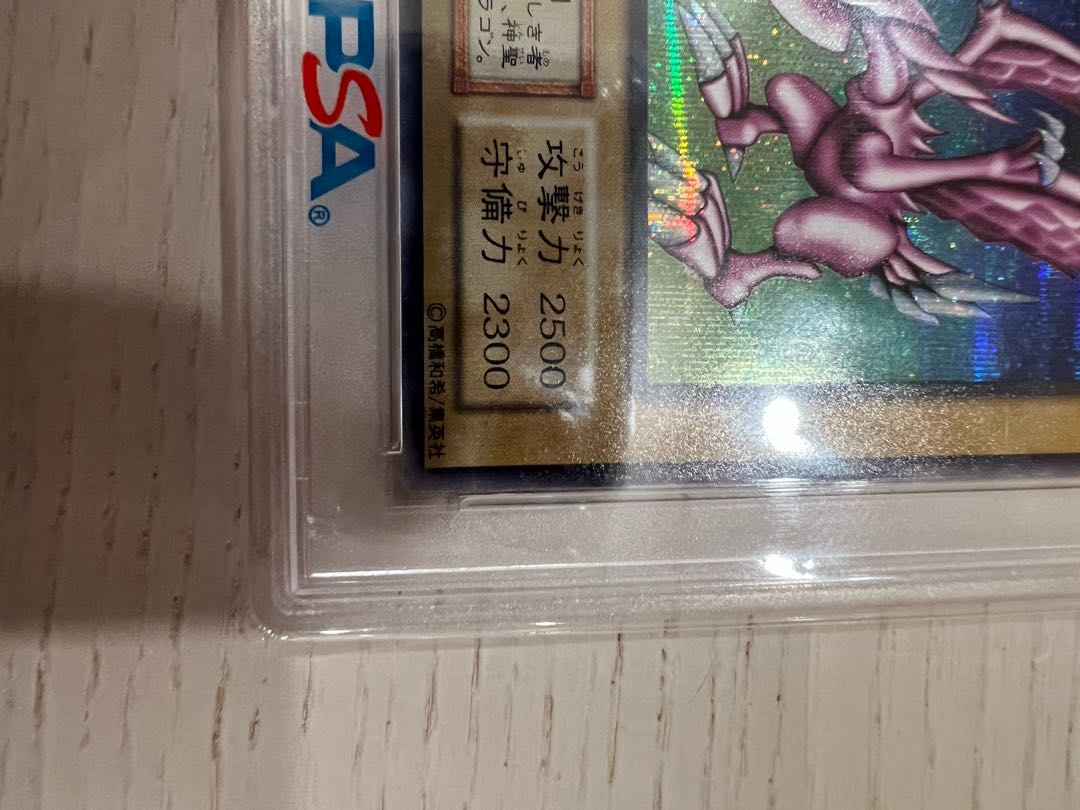 しき者
、神聖
ラゴン。
攻撃力 2500
守備力 2300
©高橋和希/集英社
PSA®